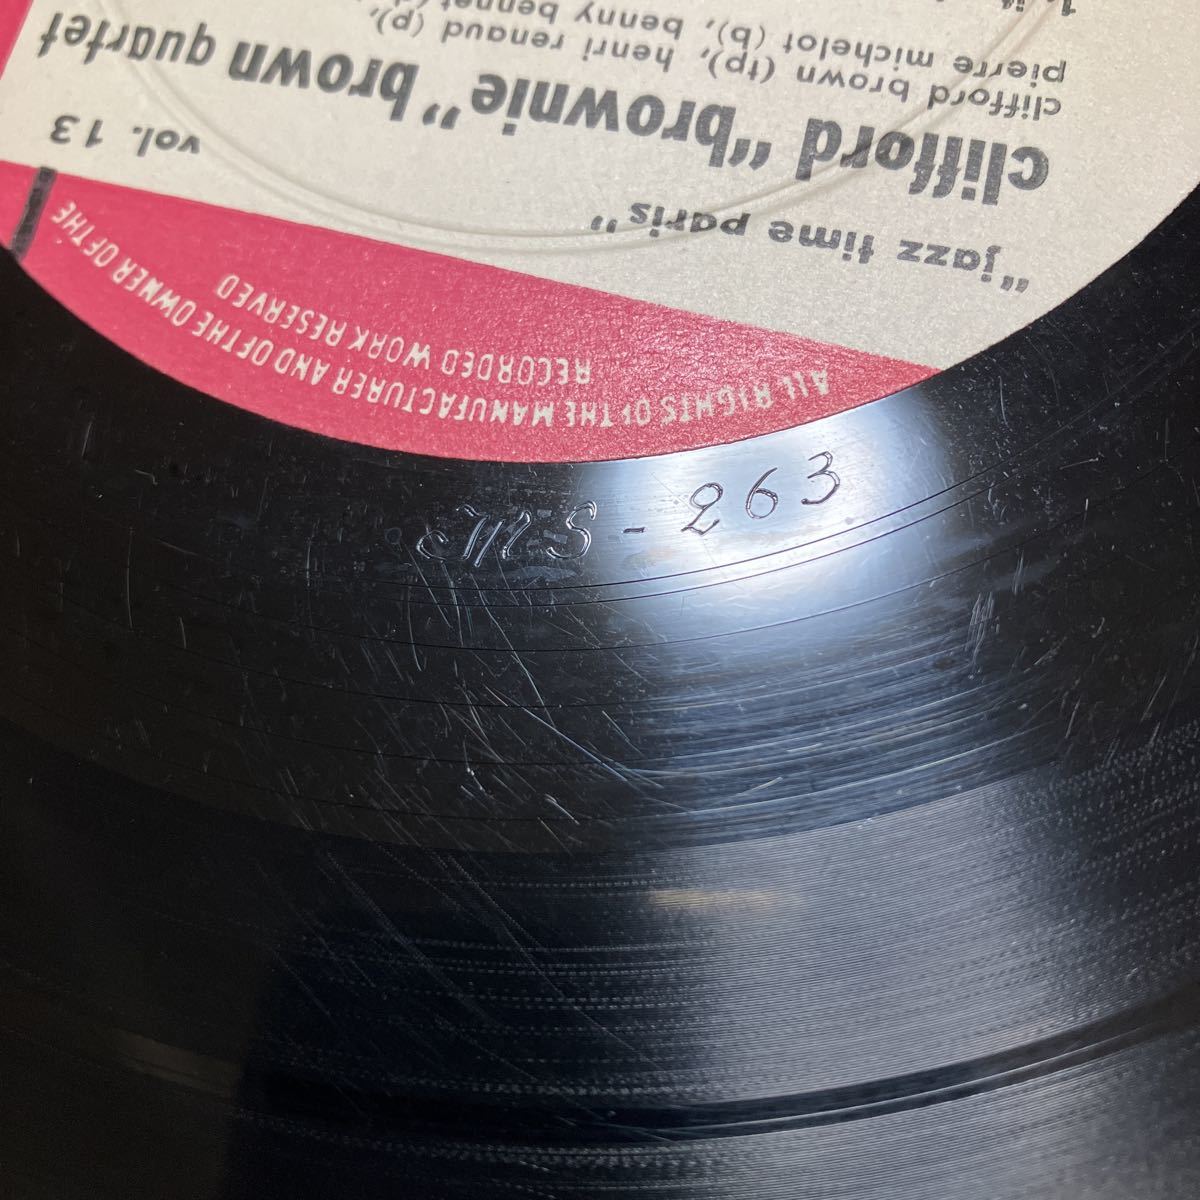 ALL RIGHTS OF THE MANUFACTURER AND OF THE OWNER OF THE
RECORDED WORK RESERVED
"jazz time paris"
vol. 13
clifford "brownie" brown quartet
clifford brown (tp), henri renaud (p),
pierre michelot (b), benny bennet
- 263